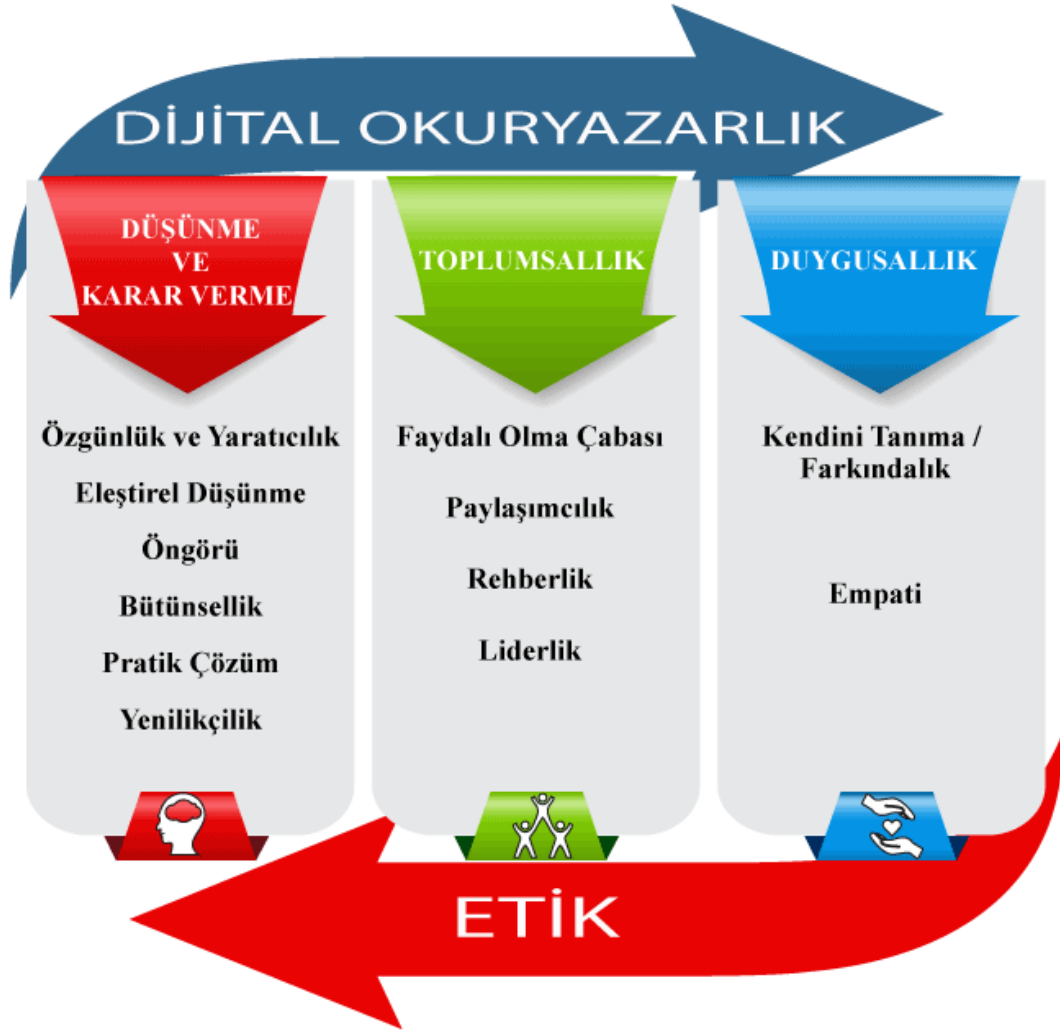 DİJİTAL OKURYAZARLIK
DÜŞÜNME
VE
KARAR VERME
Özgünlük ve Yaratıcılık
Eleştirel Düşünme
Öngörü
Bütünsellik
Pratik Çözüm
Yenilikçilik
TOPLUMSALLIK
Faydalı Olma Çabası
Paylaşımcılık
Rehberlik
Liderlik
DUYGUSALLIK
Kendini Tanıma /
Farkındalık
Empati
ETİK